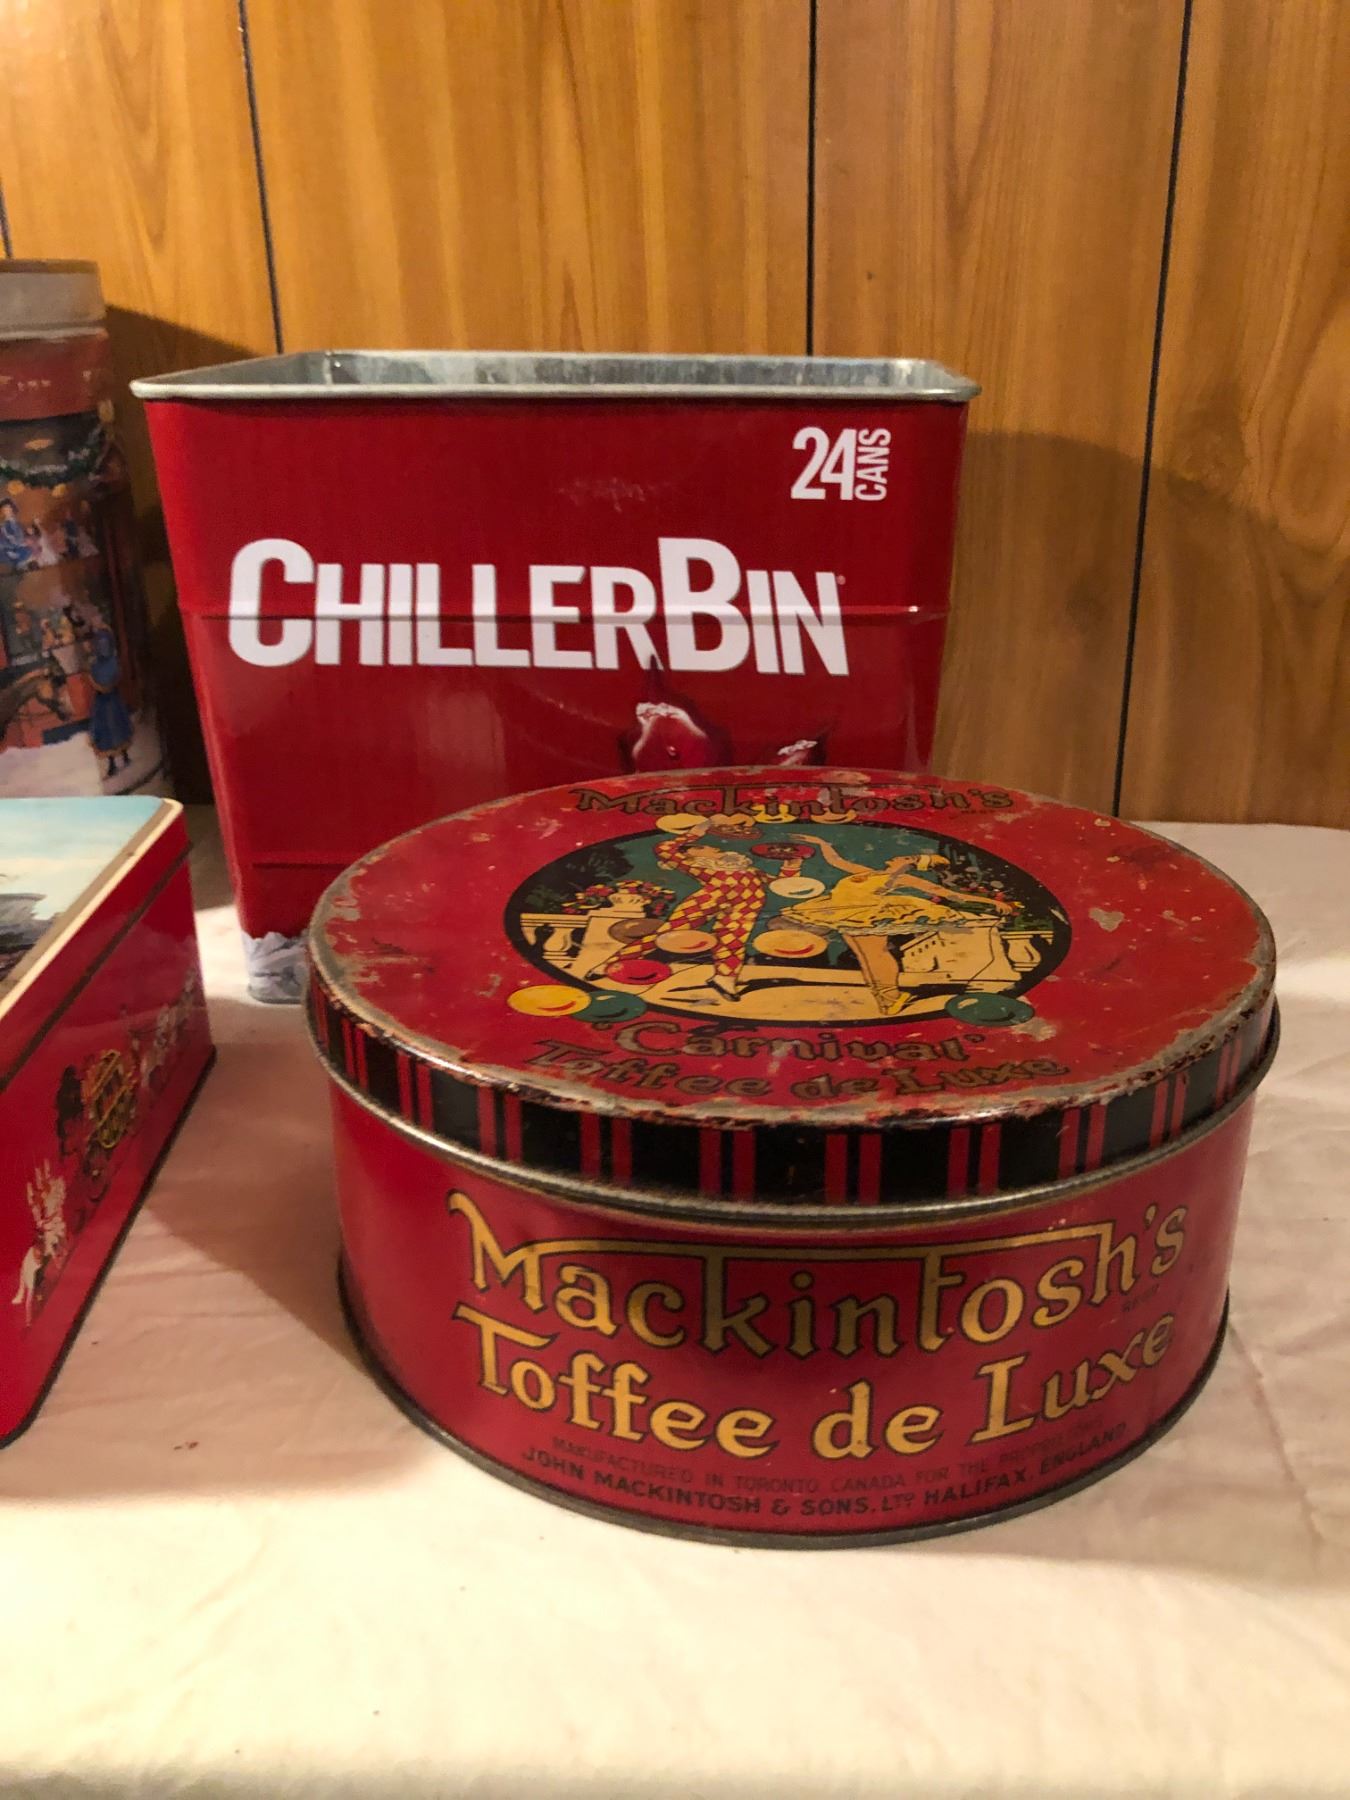 24 CANS
CHILLERBIN
Mackintosh's
'Carnival'
Toffee de Luxe
Mackintosh's
Toffee de Luxe
MANUFACTURED IN TORONTO CANADA FOR THE PROPRIETORS
JOHN MACKINTOSH & SONS. LTD HALIFAX. ENGLAND